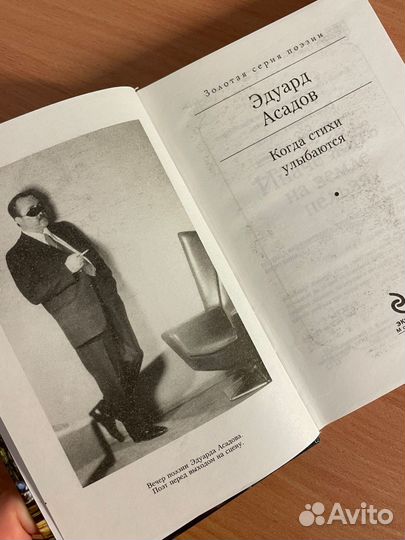 Вечер поэзии Эдуарда Асадова.
Поэт перед выходом на сцену.
Золотая серия поэзии
Эдуард
Асадов
Когда стихи
улыбаются
Avito